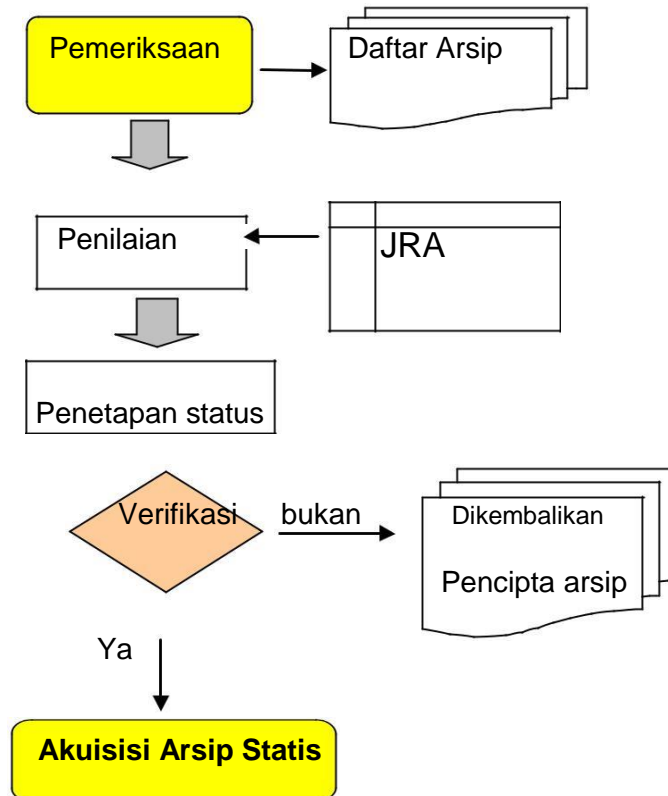 Pemeriksaan
Daftar Arsip
Penilaian
JRA
Penetapan status
Verifikasi
bukan
Dikembalikan
Pencipta arsip
Ya
Akuisisi Arsip Statis